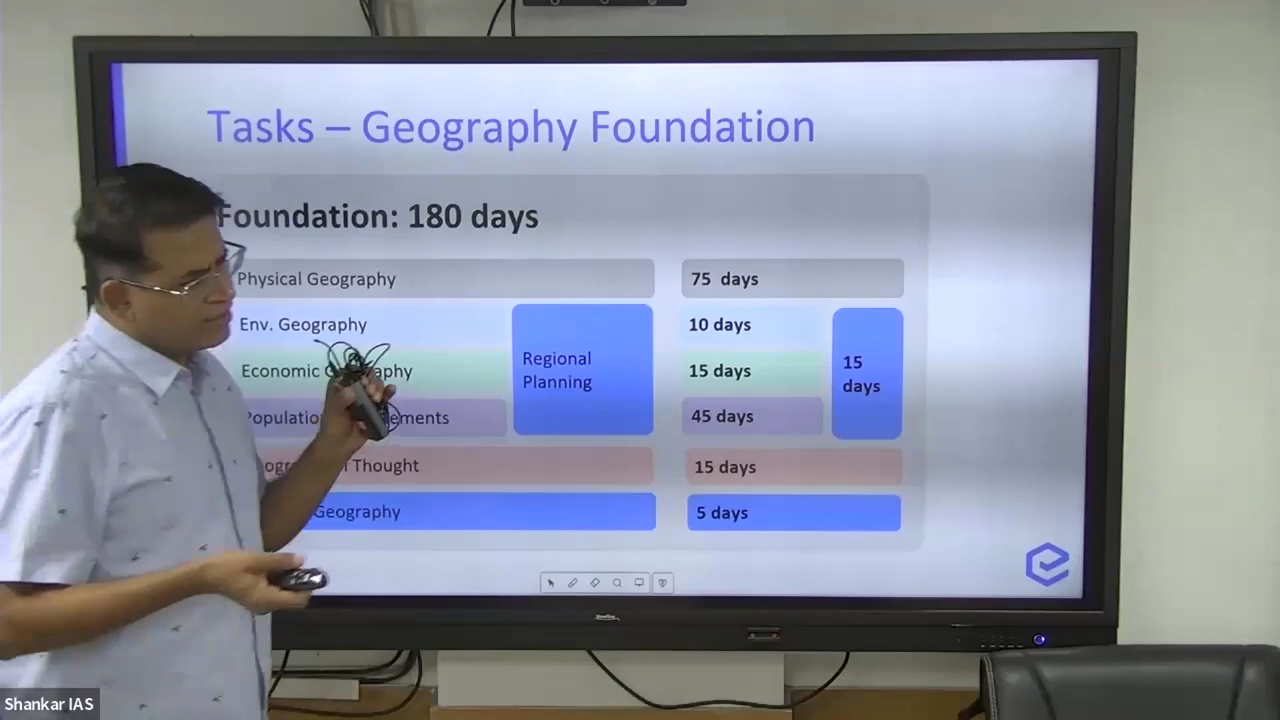 Tasks – Geography Foundation
Foundation: 180 days
Physical Geography
75 days
Env. Geography
10 days
Economic
Regional
Planning
15 days
15
days
45 days
Thought
15 days
Geography
5 days
Shankar IAS